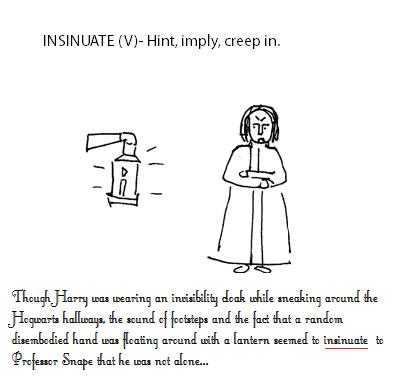 INSINUATE (V)- Hint, imply, creep in.
Though Harry was wearing an invisibility cloak while sneaking around the
Hogwarts hallways, the sound of footsteps and the fact that a random
disembodied hand was floating around with a lantern seemed to insinuate to
Professor Snape that he was not alone...